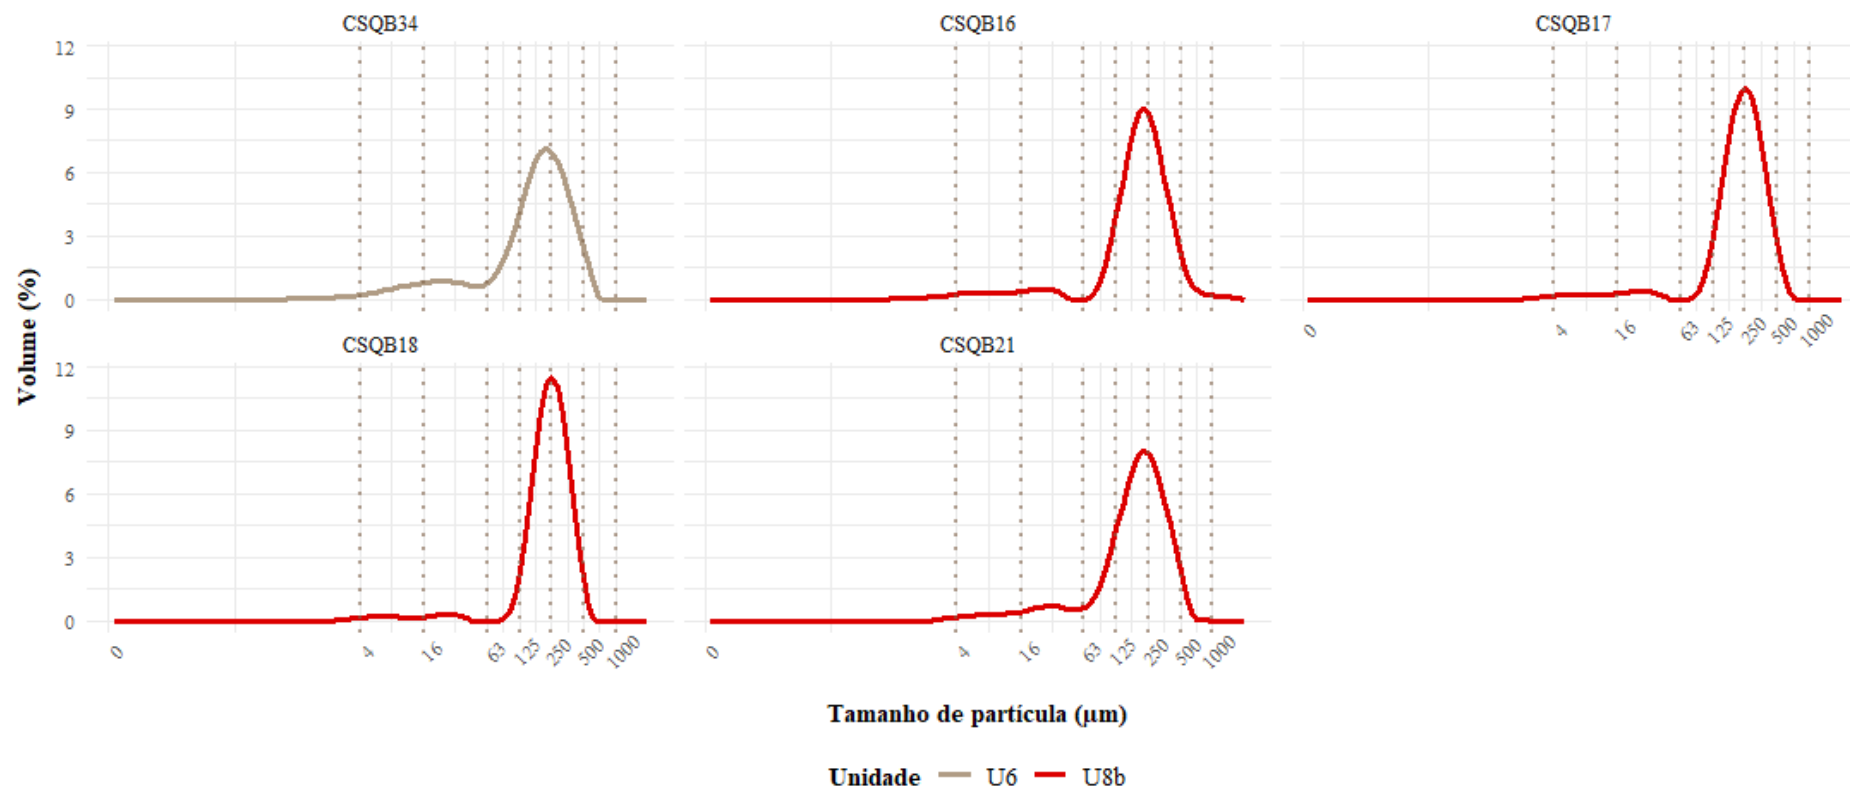 CSQB34 CSQB16 CSQB17
12
9
6
3
0
0 4 16 63 125 250 500 1000
CSQB18 CSQB21
12
9
6
3
0
0 4 16 63 125 250 500 1000 0 4 16 63 125 250 500 1000
Volume (%)
Tamanho de partícula (µm)
Unidade U6 U8b